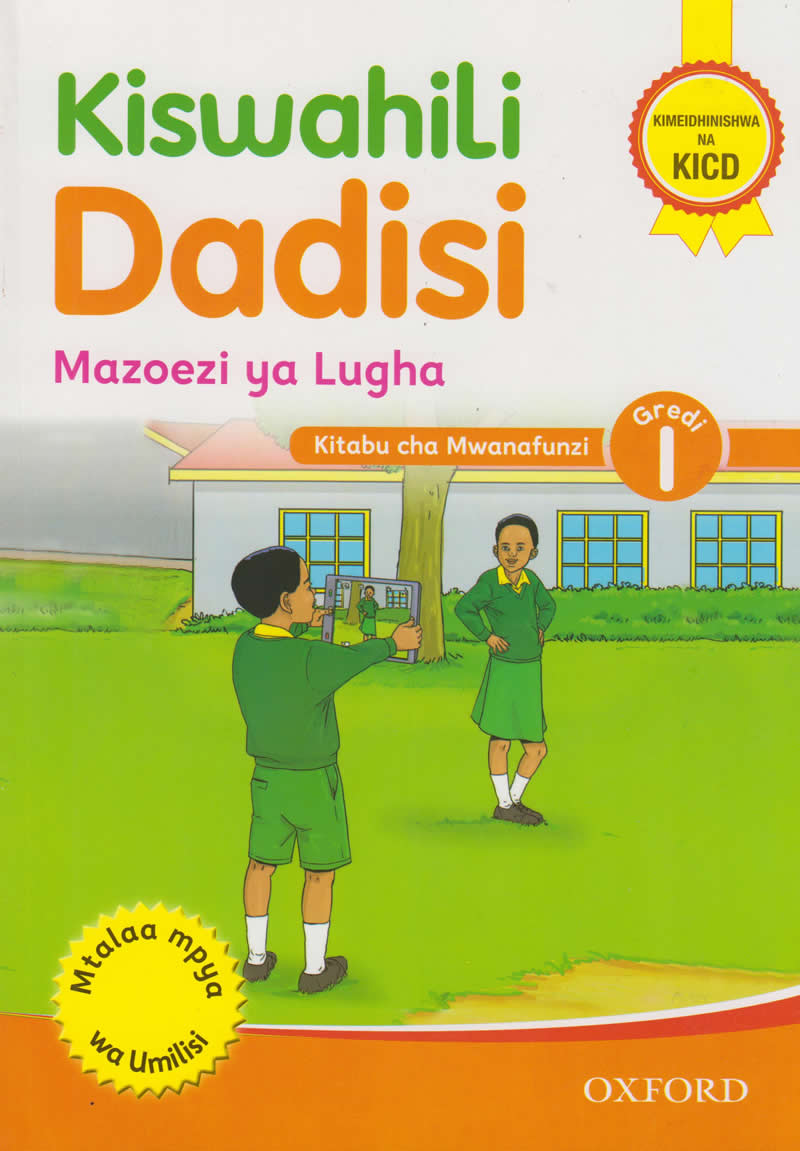 Kiswahili
Dadisi
Mazoezi ya Lugha
KIMEIDHINISHWA
NA
KICD
Kitabu cha Mwanafunzi
Gredi
1
Mtalaa mpya
wa Umilisi
OXFORD